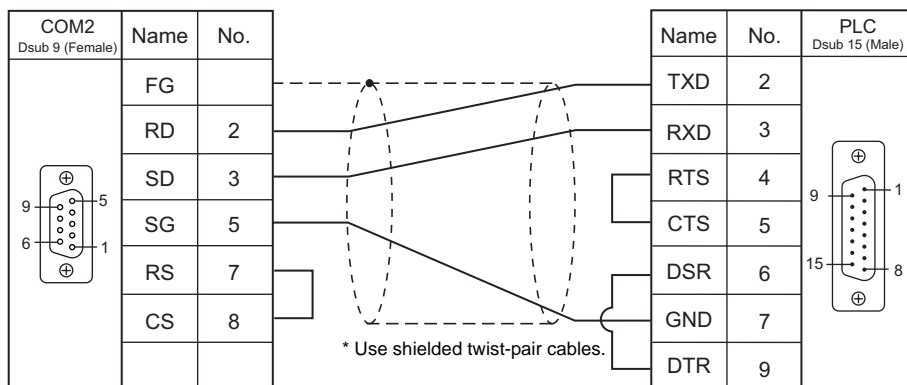 COM2
Dsub 9 (Female)
Name No.
FG
RD 2
SD 3
SG 5
RS 7
CS 8
9 5
6 1
* Use shielded twist-pair cables.
Name No.
PLC
Dsub 15 (Male)
TXD 2
RXD 3
RTS 4
CTS 5
DSR 6
GND 7
DTR 9
9 1
15 8